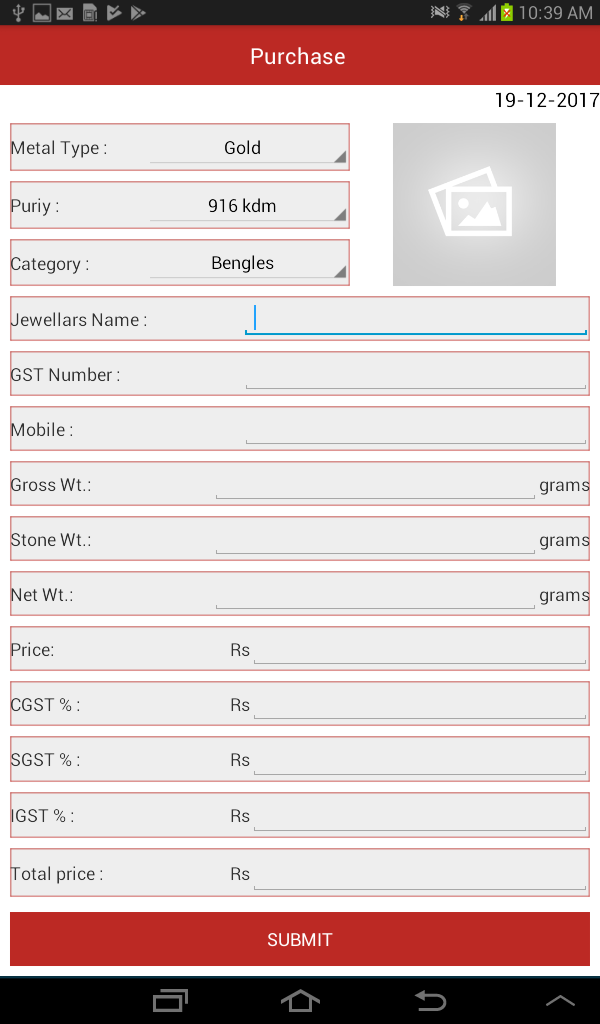 10:39 AM
Purchase
19-12-2017
Metal Type : Gold
Puriy : 916 kdm
Category : Bengles
Jewellars Name :
GST Number :
Mobile :
Gross Wt.: grams
Stone Wt.: grams
Net Wt.: grams
Price: Rs
CGST % : Rs
SGST % : Rs
IGST % : Rs
Total price : Rs
SUBMIT